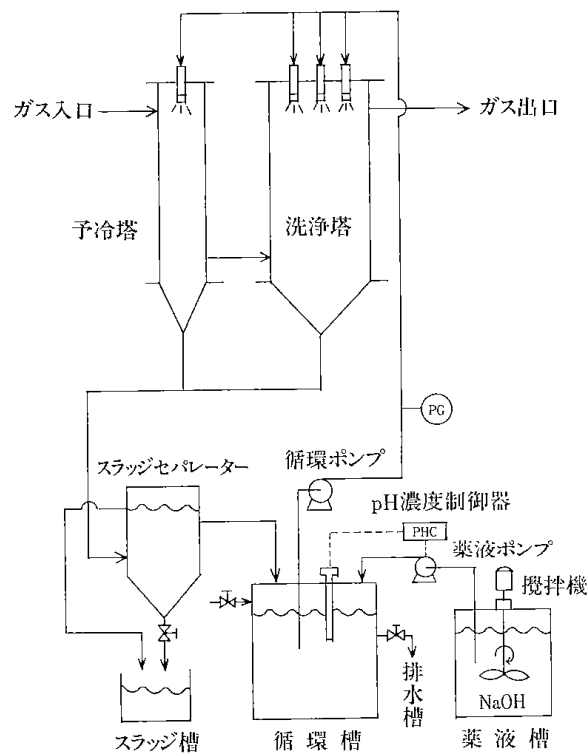 ガス入口
ガス出口
予冷塔
洗浄塔
PG
スラッジセパレーター
循環ポンプ
pH濃度制御器
PHC
薬液ポンプ
攪拌機
排水槽
NaOH
スラッジ槽
循環槽
薬液槽